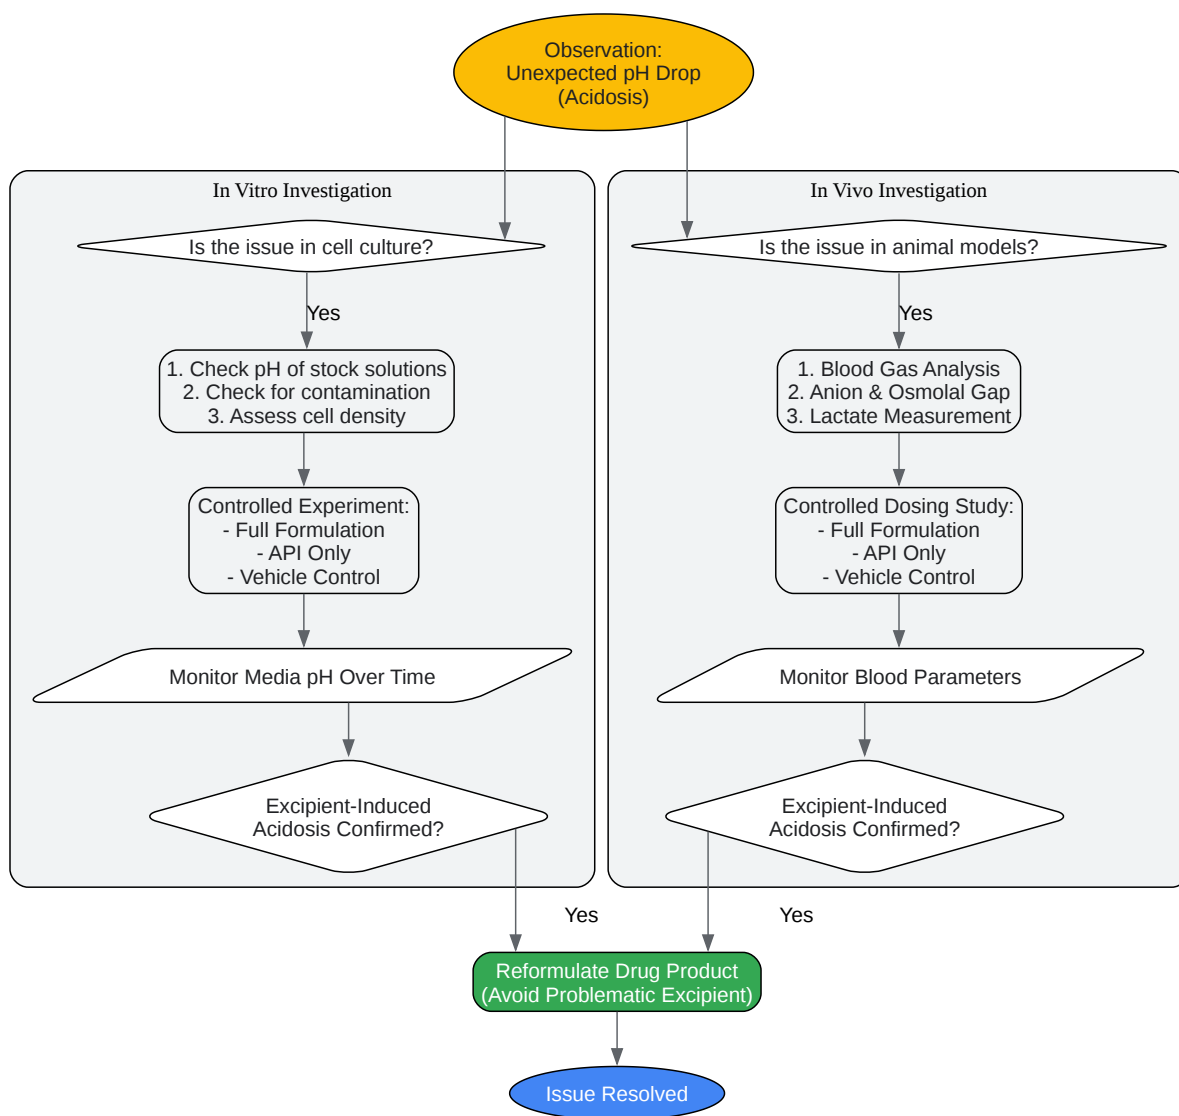 Observation:
Unexpected pH Drop
(Acidosis)
In Vitro Investigation
Is the issue in cell culture?
Yes
1. Check pH of stock solutions
2. Check for contamination
3. Assess cell density
Controlled Experiment:
- Full Formulation
- API Only
- Vehicle Control
Monitor Media pH Over Time
Excipient-Induced
Acidosis Confirmed?
Yes
In Vivo Investigation
Is the issue in animal models?
Yes
1. Blood Gas Analysis
2. Anion & Osmolal Gap
3. Lactate Measurement
Controlled Dosing Study:
- Full Formulation
- API Only
- Vehicle Control
Monitor Blood Parameters
Excipient-Induced
Acidosis Confirmed?
Yes
Reformulate Drug Product
(Avoid Problematic Excipient)
Issue Resolved